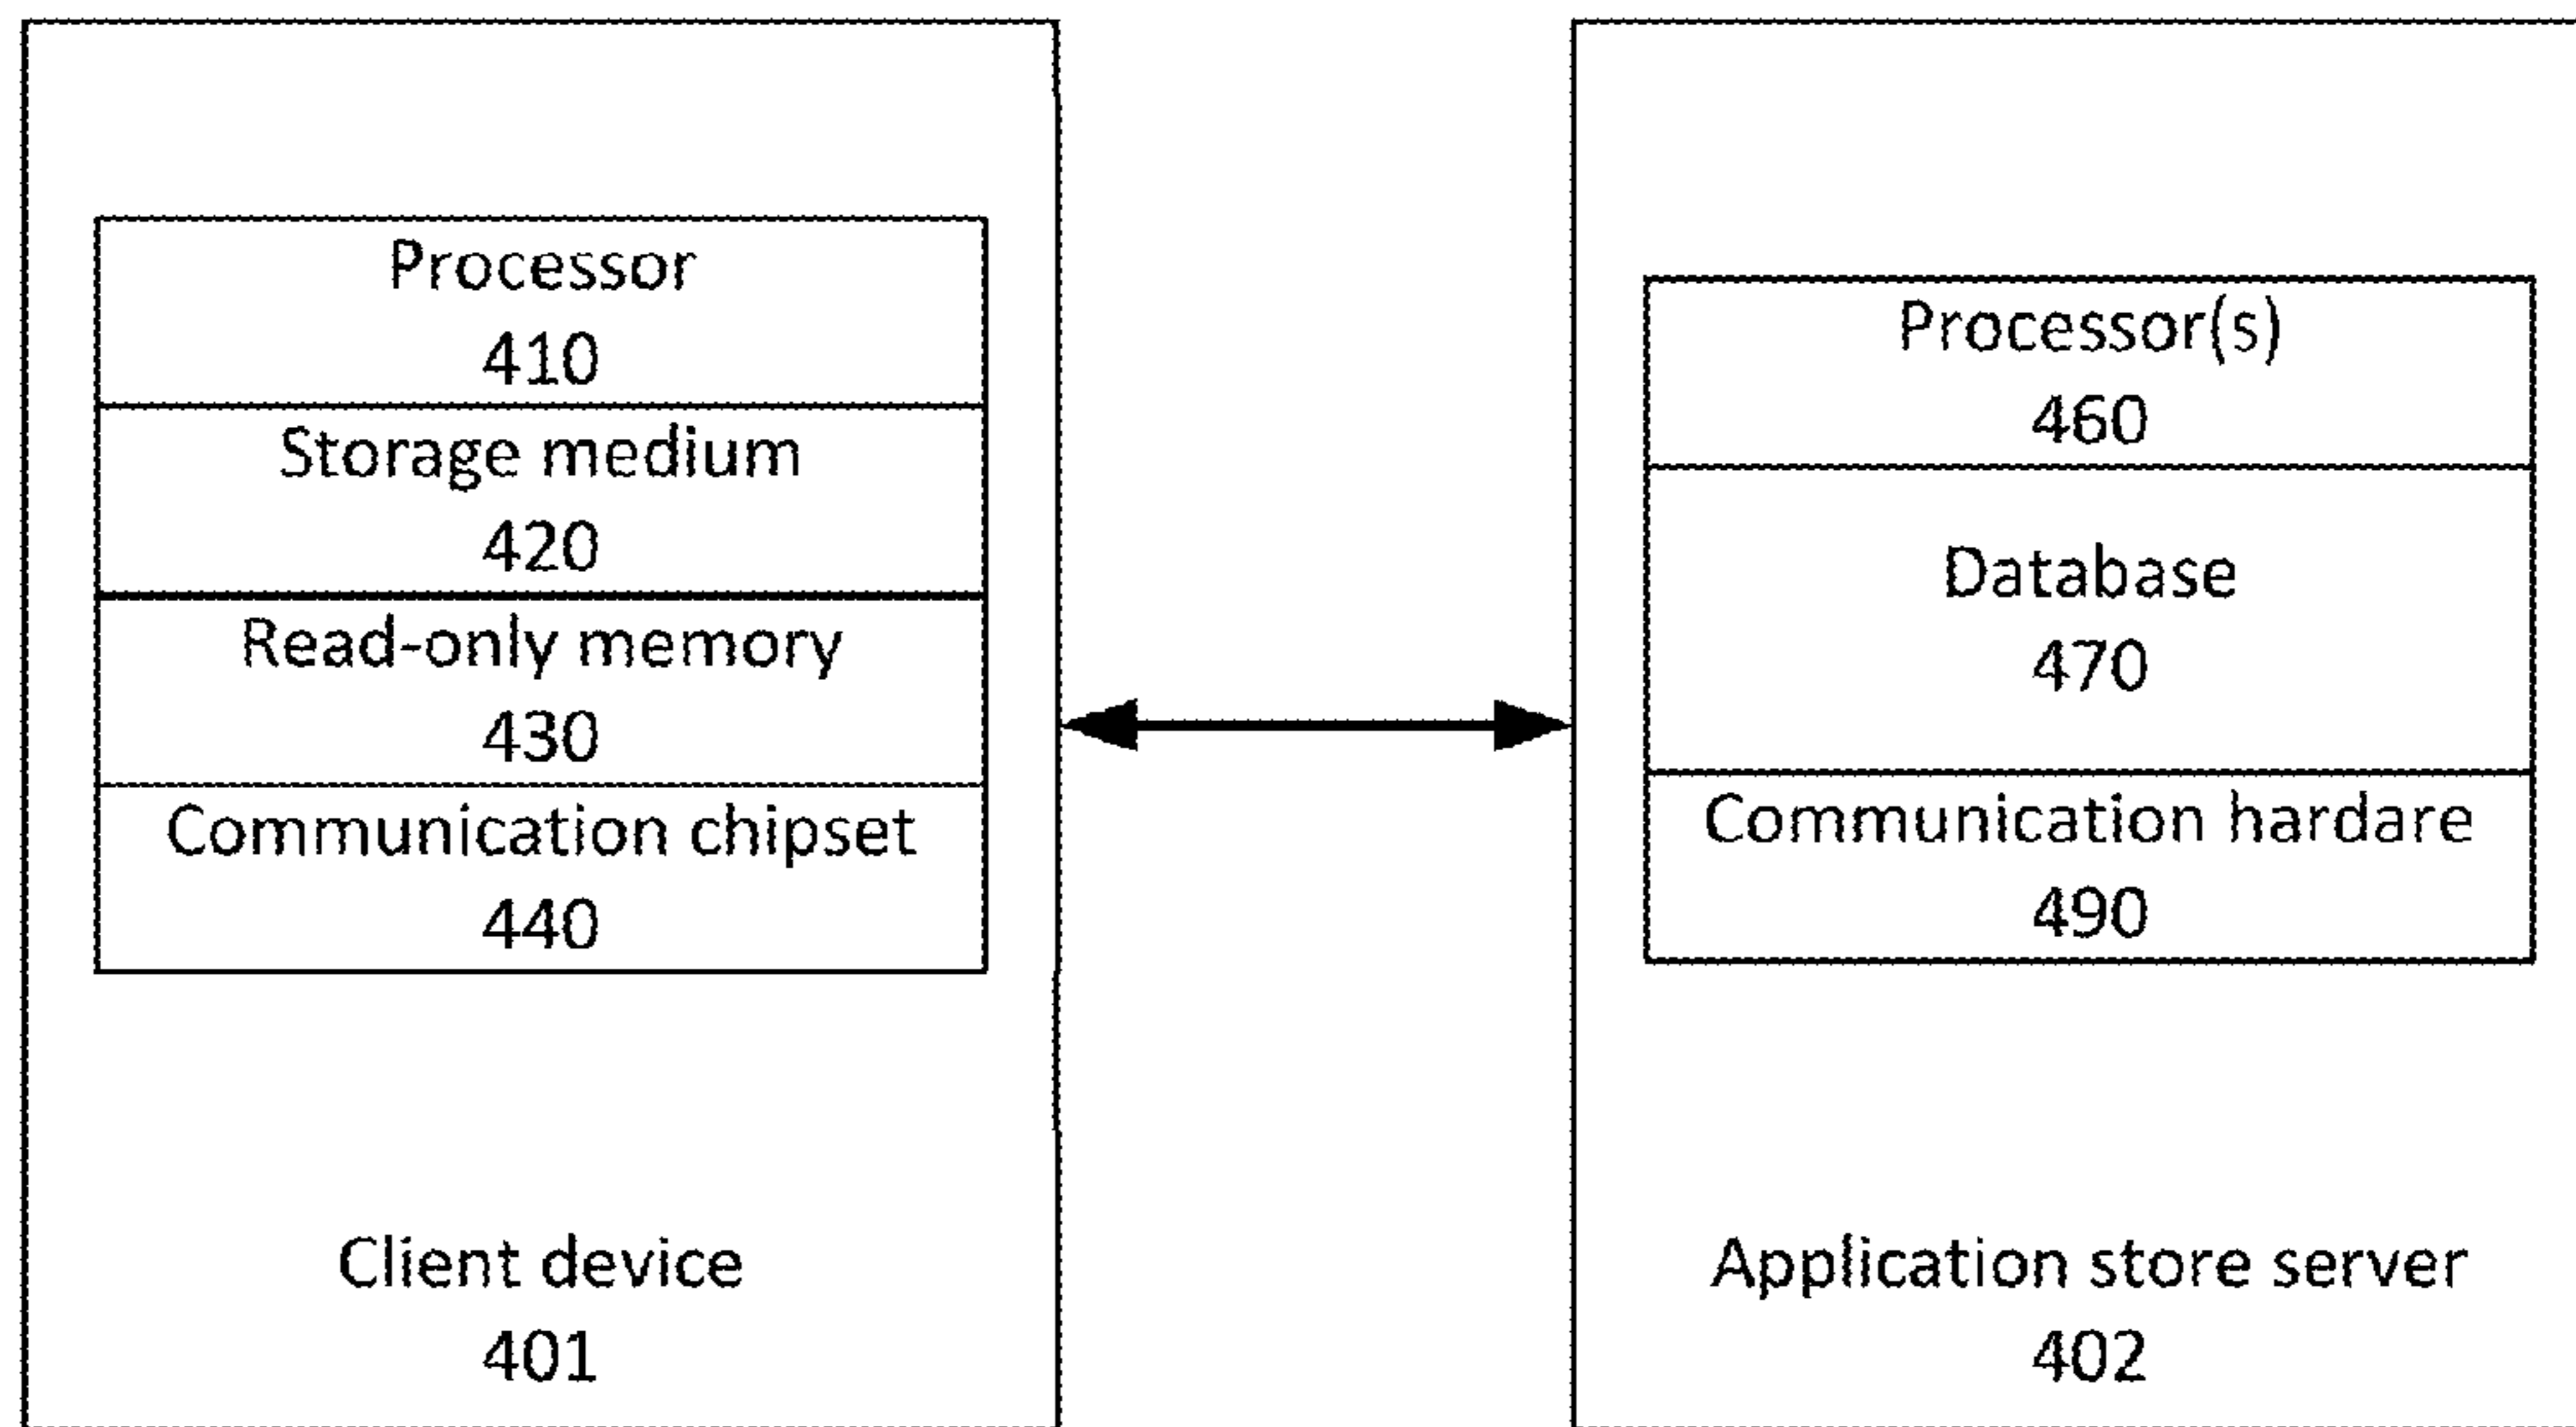 Processor
410
Storage medium
420
Read-only memory
430
Communication chipset
440
Client device
401
Processor(s)
460
Database
470
Communication hardare
490
Application store server
402